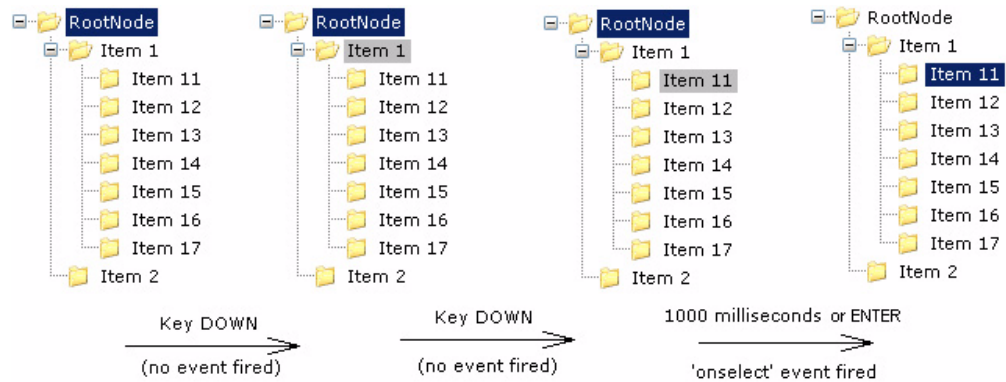 RootNode
Item 1
Item 11
Item 12
Item 13
Item 14
Item 15
Item 16
Item 17
Item 2
RootNode
Item 1
Item 11
Item 12
Item 13
Item 14
Item 15
Item 16
Item 17
Item 2
RootNode
Item 1
Item 11
Item 12
Item 13
Item 14
Item 15
Item 16
Item 17
Item 2
RootNode
Item 1
Item 11
Item 12
Item 13
Item 14
Item 15
Item 16
Item 17
Item 2
Key DOWN
(no event fired)
Key DOWN
(no event fired)
1000 milliseconds or ENTER
'onselect' event fired